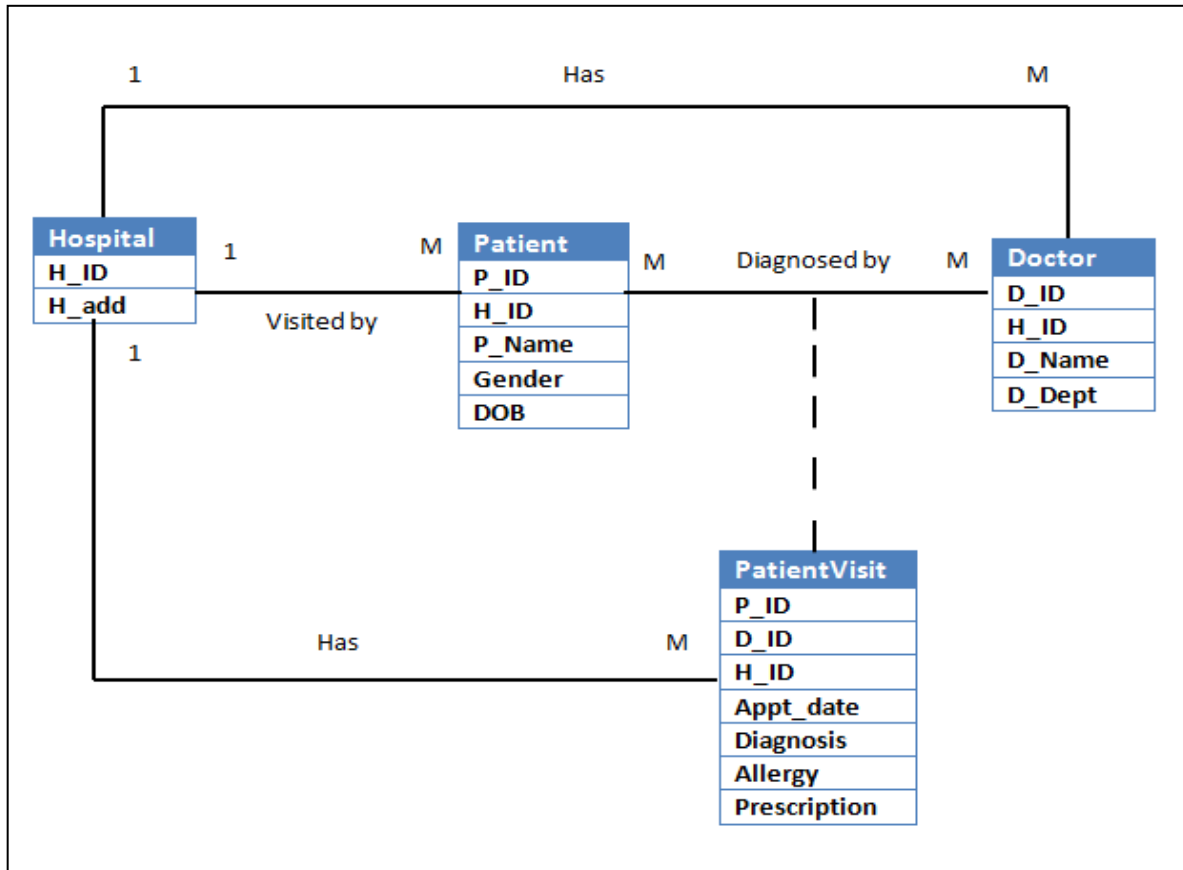 1 Has M
Hospital
H_ID
H_add
1
Visited by
M
Patient
P_ID
H_ID
P_Name
Gender
DOB
M Diagnosed by M
Doctor
D_ID
H_ID
D_Name
D_Dept
1
Has
M
PatientVisit
P_ID
D_ID
H_ID
Appt_date
Diagnosis
Allergy
Prescription